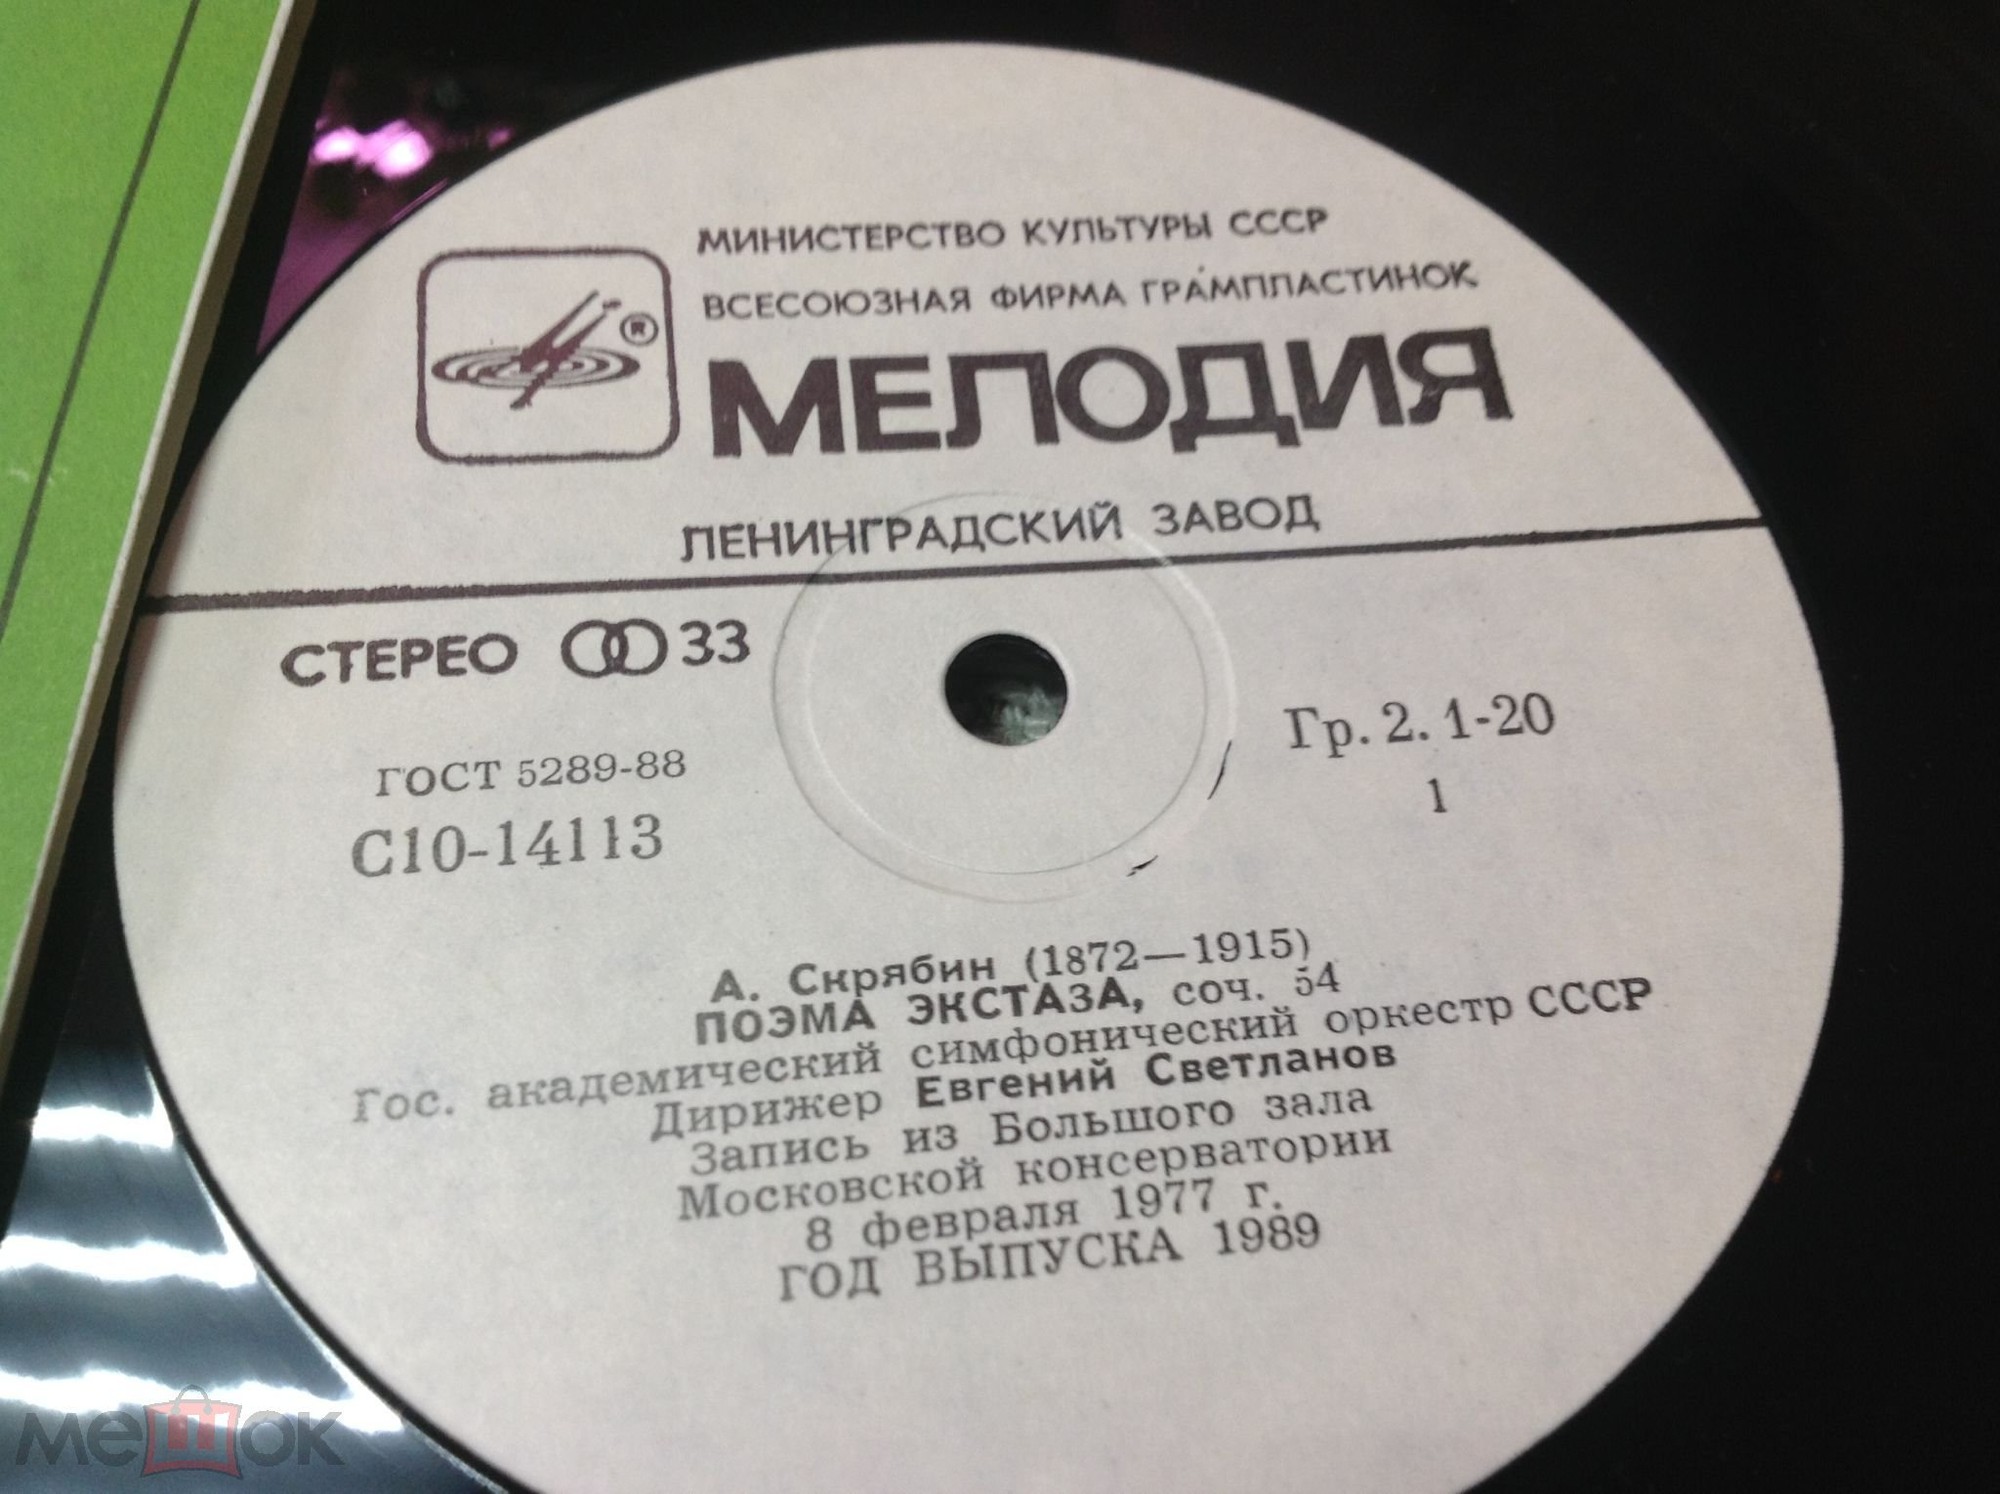 МИНИСТЕРСТВО КУЛЬТУРЫ СССР
ВСЕСОЮЗНАЯ ФИРМА ГРАМПЛАСТИНОК
®
МЕЛОДИЯ
ЛЕНИНГРАДСКИЙ ЗАВОД
СТЕРЕО 33
Гр. 2. 1-20
ГОСТ 5289-88
1
С10-14113
А. Скрябин (1872—1915)
ПОЭМА ЭКСТАЗА, соч. 54
Гос. академический симфонический оркестр СССР
Дирижер Евгений Светланов
Запись из Большого зала
Московской консерватории
8 февраля 1977 г.
ГОД ВЫПУСКА 1989
мешок